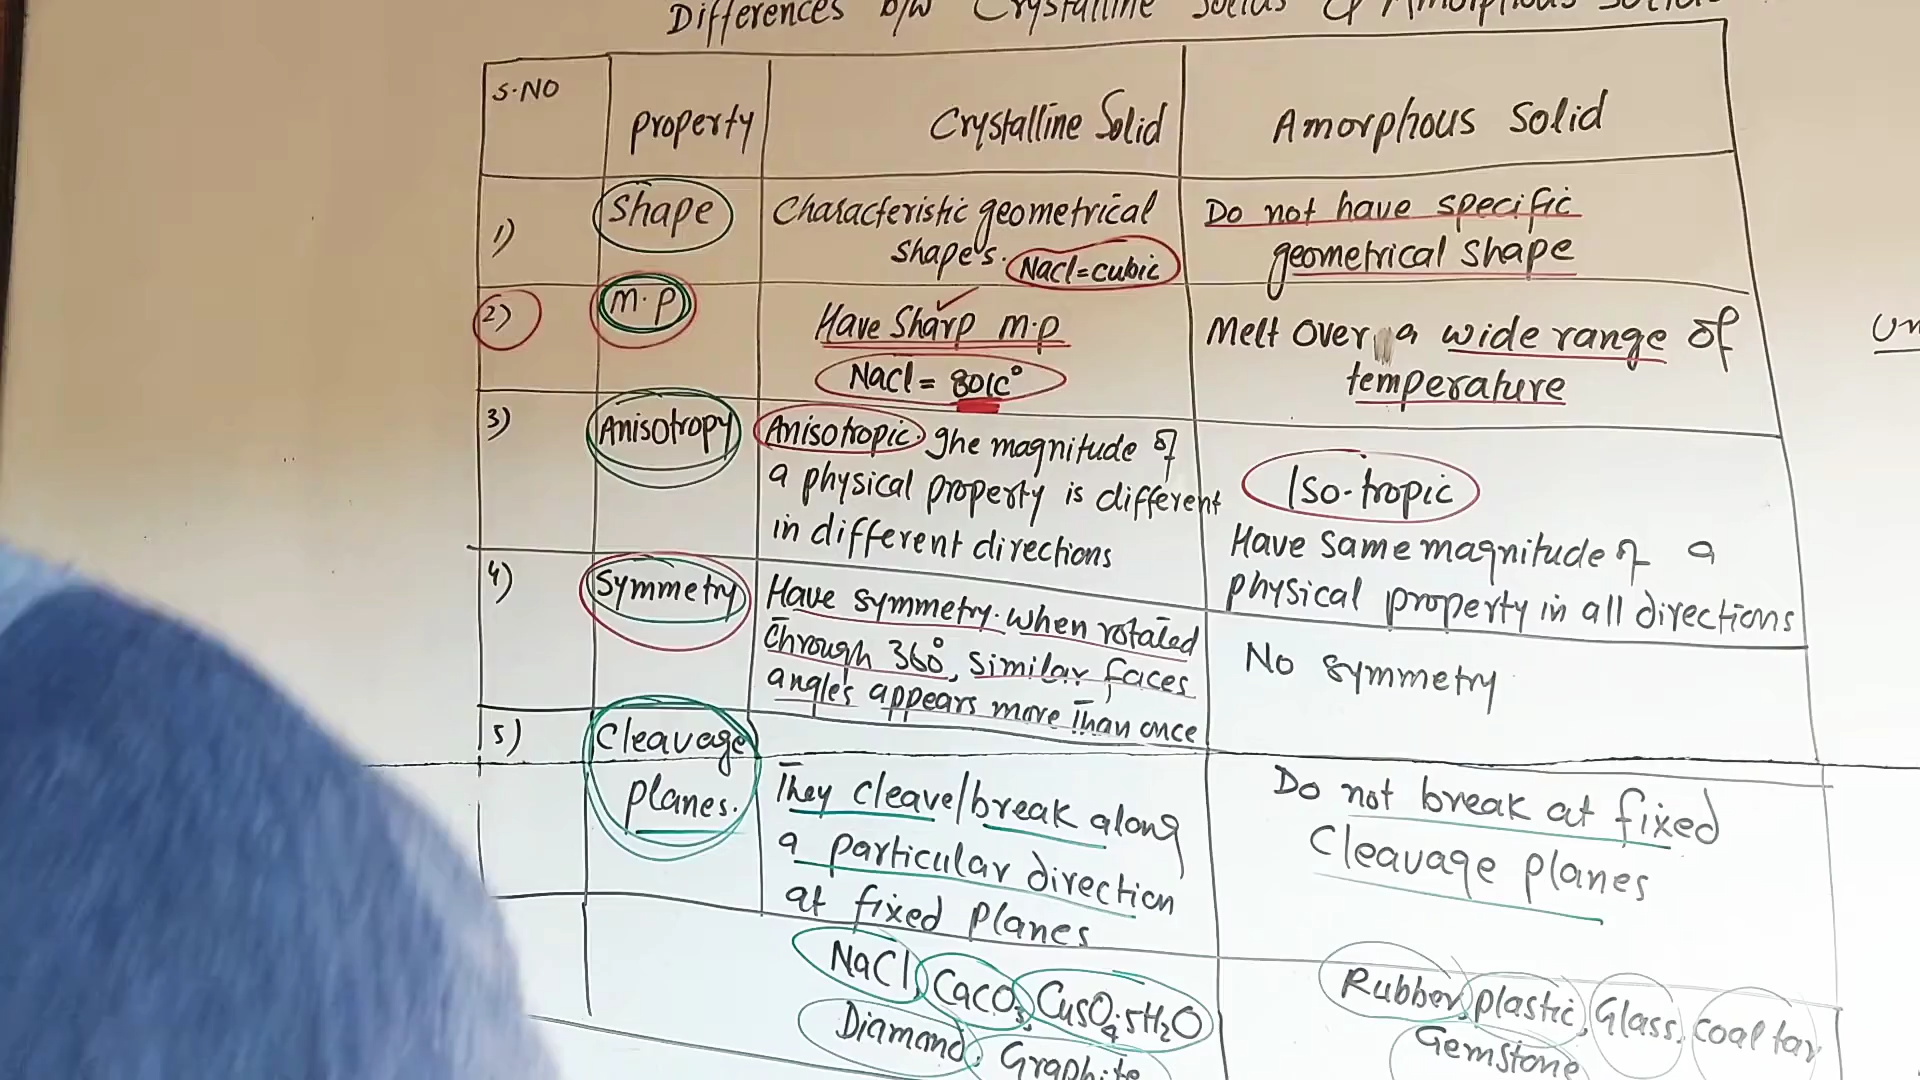 Differences b/w Crystalline Solids & Amorphous Solids
S.NO
property
Crystalline Solid
Amorphous Solid
1)
Shape
Characteristic geometrical
shapes.
Nacl=cubic
Do not have specific
geometrical shape
2)
m.p
Have Sharp m.p
Nacl = 801c°
Melt Over a wide range of
temperature
3)
Anisotropy
Anisotropic. The magnitude of
a physical property is different
in different directions
Iso-tropic
Have same magnitude of a
physical property in all directions
4)
Symmetry
Have symmetry. when rotated
through 360°, similar faces
angles appears more than once
No symmetry
5)
Cleavage
planes.
They cleave/break along
a particular direction
at fixed planes
Do not break at fixed
Cleavage planes
NaCl, CaCO3, CuSO4.5H2O
Diamond, Graphite
Rubber, plastic, Glass, coal tar
Gemstone